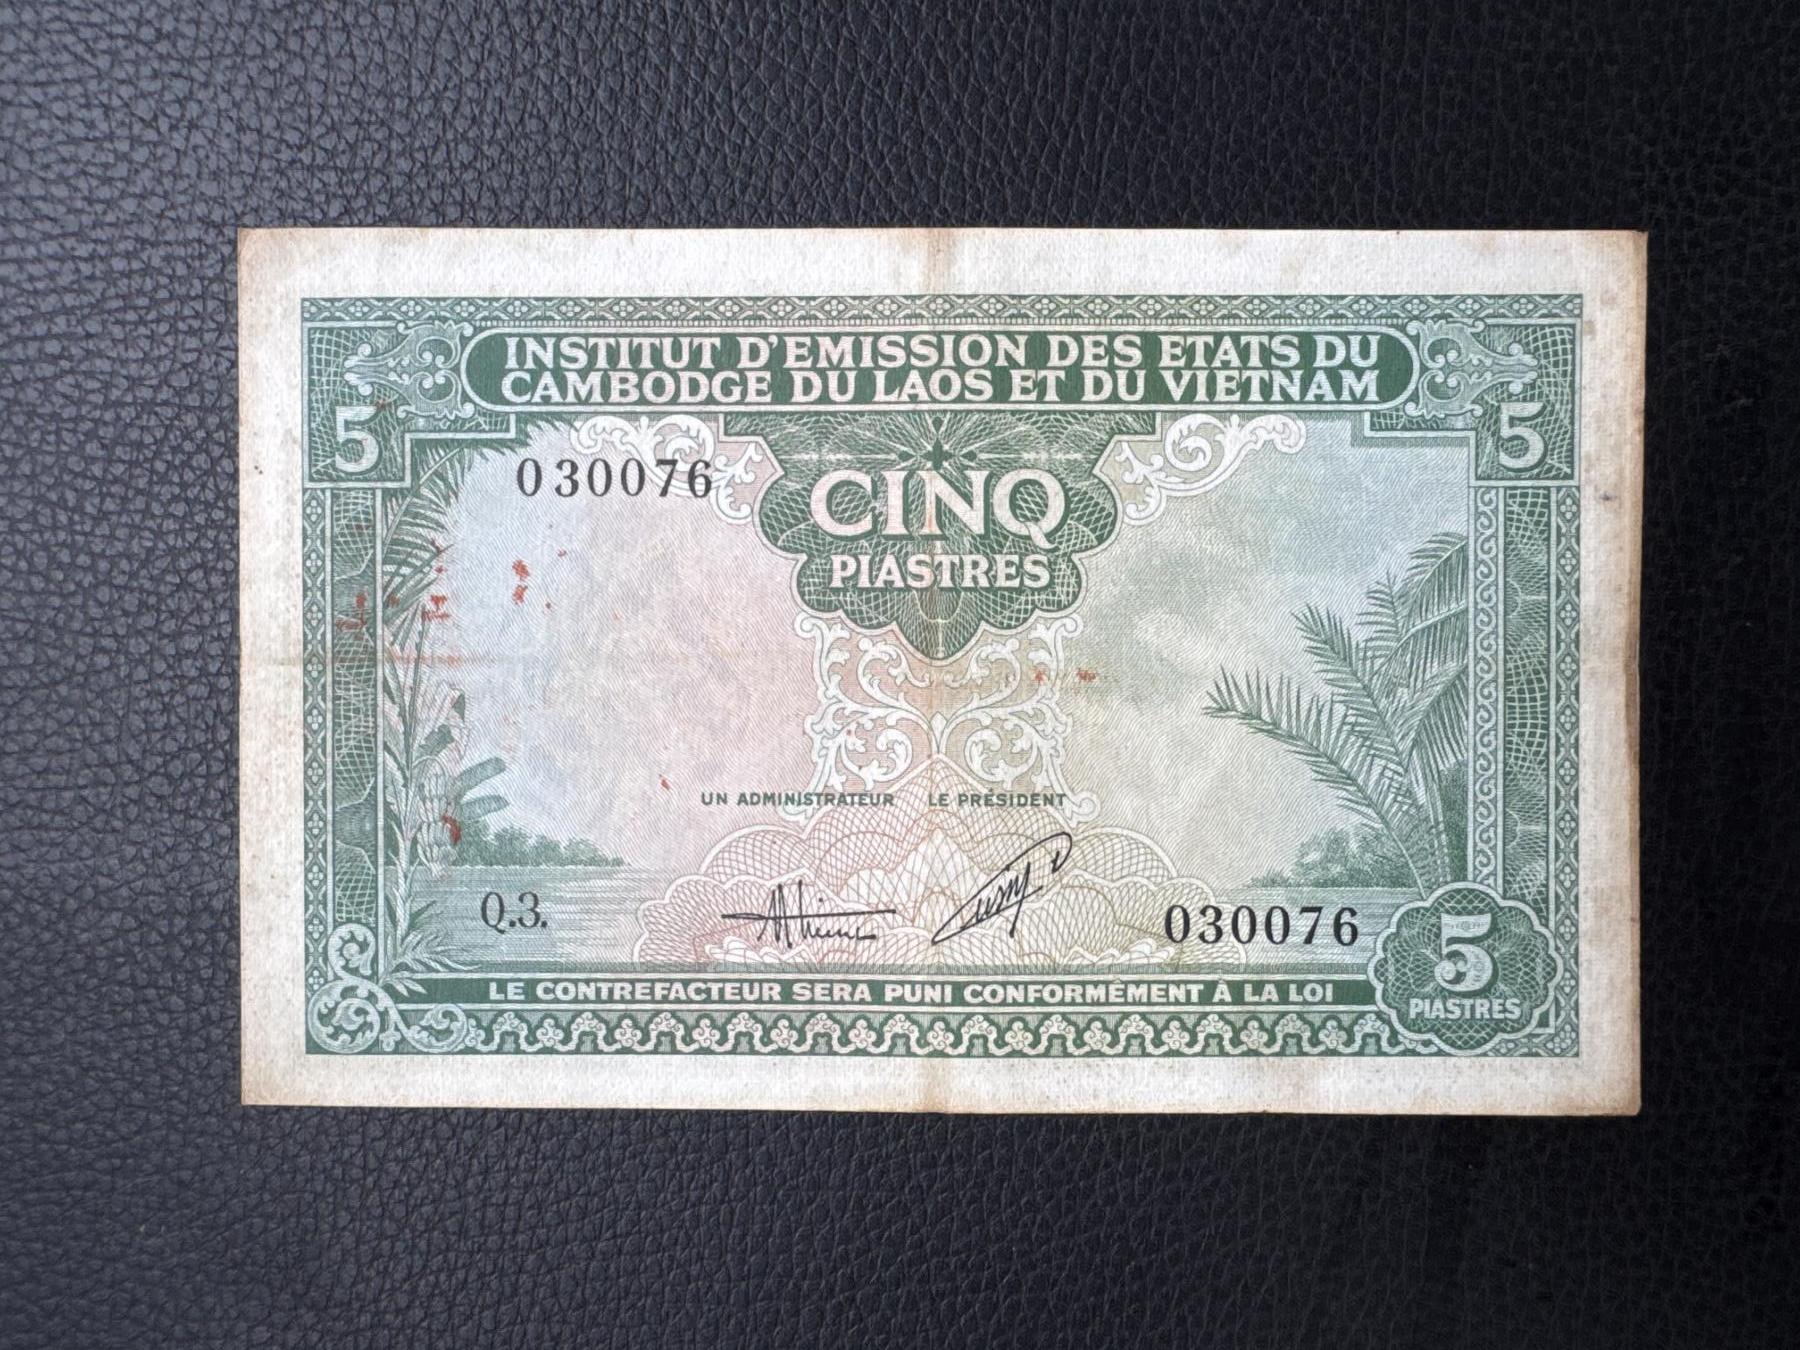 INSTITUT D'EMISSION DES ETATS DU
CAMBODGE DU LAOS ET DU VIETNAM
5
5
030076
CINQ
PIASTRES
UN ADMINISTRATEUR LE PRÉSIDENT
Q.3.
030076
5
PIASTRES
LE CONTREFACTEUR SERA PUNI CONFORMÊMENT À LA LOI